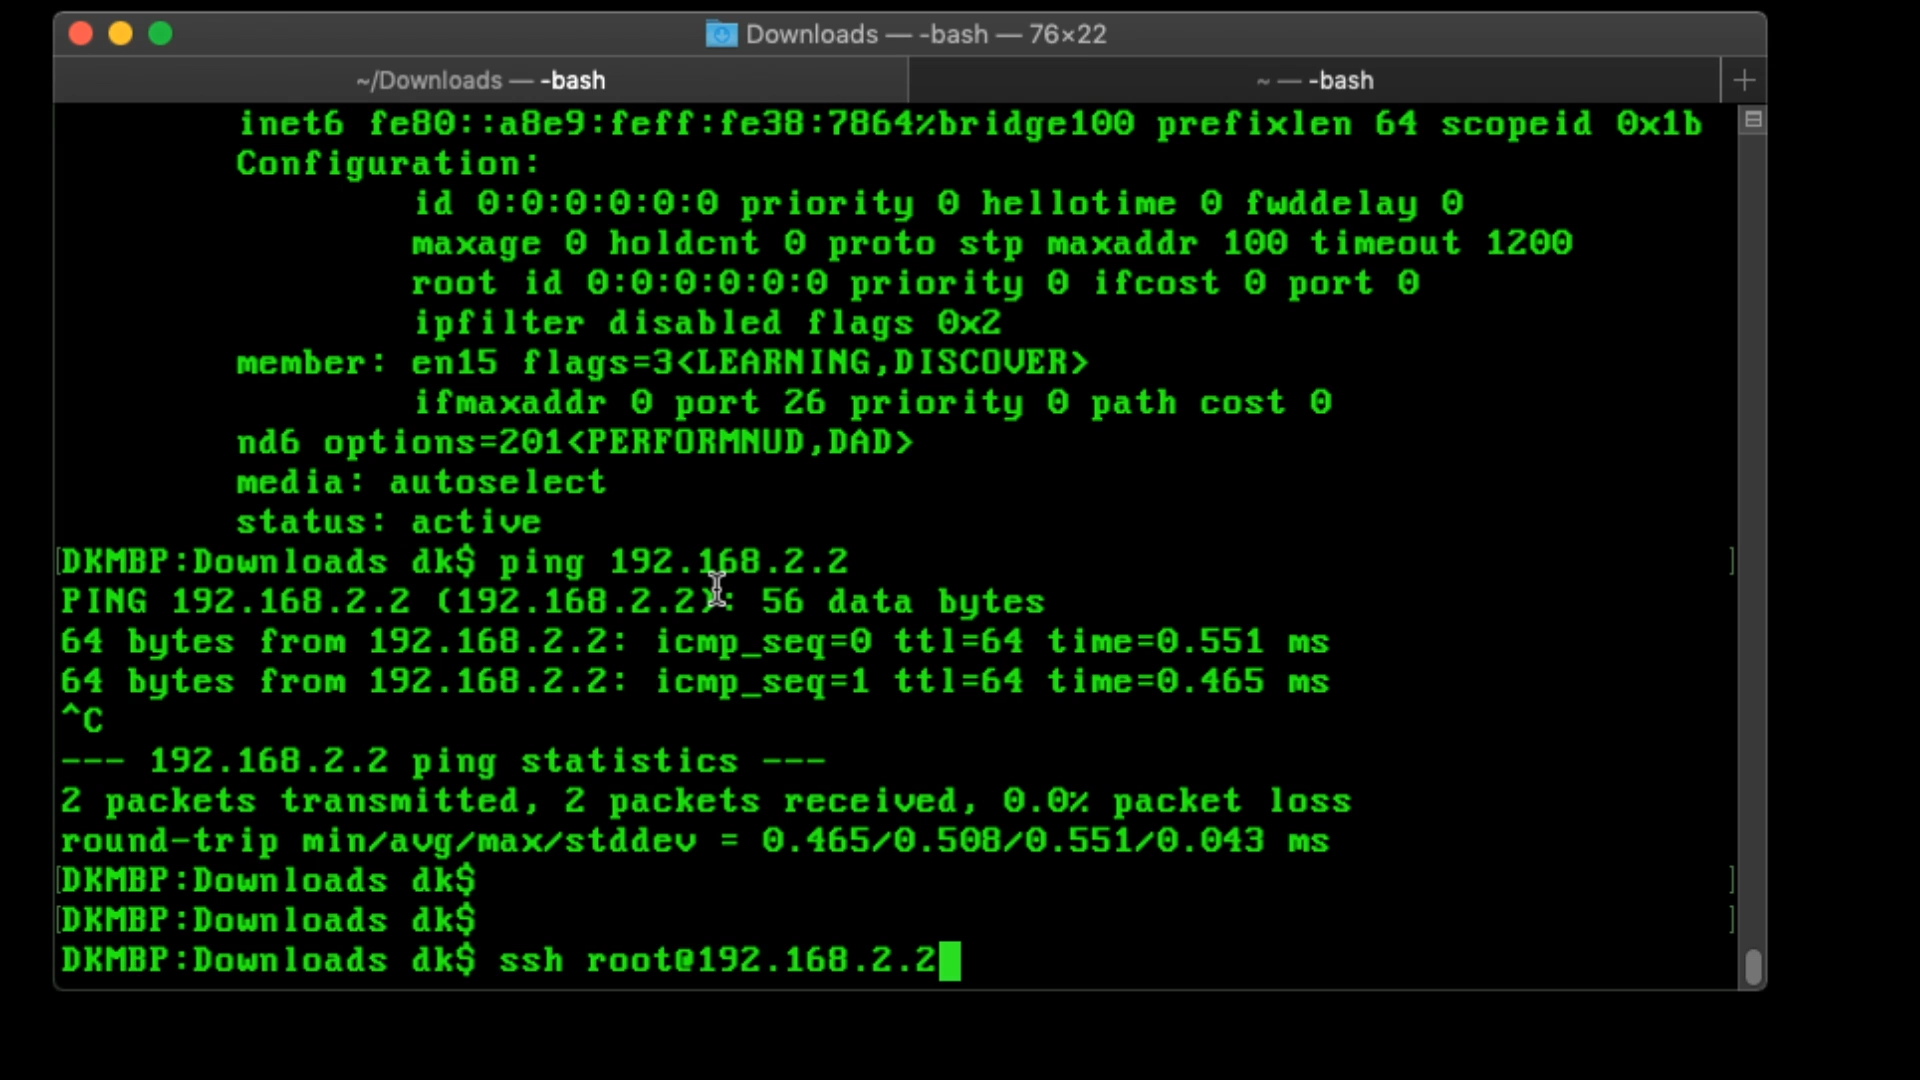 Downloads — -bash — 76×22
~/Downloads — -bash
~ — -bash
inet6 fe80::a8e9:feff:fe38:7864%bridge100 prefixlen 64 scopeid 0x1b
Configuration:
id 0:0:0:0:0:0 priority 0 hellotime 0 fwddelay 0
maxage 0 holdcnt 0 proto stp maxaddr 100 timeout 1200
root id 0:0:0:0:0:0 priority 0 ifcost 0 port 0
ipfilter disabled flags 0x2
member: en15 flags=3<LEARNING,DISCOVER>
ifmaxaddr 0 port 26 priority 0 path cost 0
nd6 options=201<PERFORMNUD,DAD>
media: autoselect
status: active
[DKMBP:Downloads dk$ ping 192.168.2.2 ]
PING 192.168.2.2 (192.168.2.2): 56 data bytes
64 bytes from 192.168.2.2: icmp_seq=0 ttl=64 time=0.551 ms
64 bytes from 192.168.2.2: icmp_seq=1 ttl=64 time=0.465 ms
^C
--- 192.168.2.2 ping statistics ---
2 packets transmitted, 2 packets received, 0.0% packet loss
round-trip min/avg/max/stddev = 0.465/0.508/0.551/0.043 ms
[DKMBP:Downloads dk$ ]
[DKMBP:Downloads dk$ ]
DKMBP:Downloads dk$ ssh root@192.168.2.2